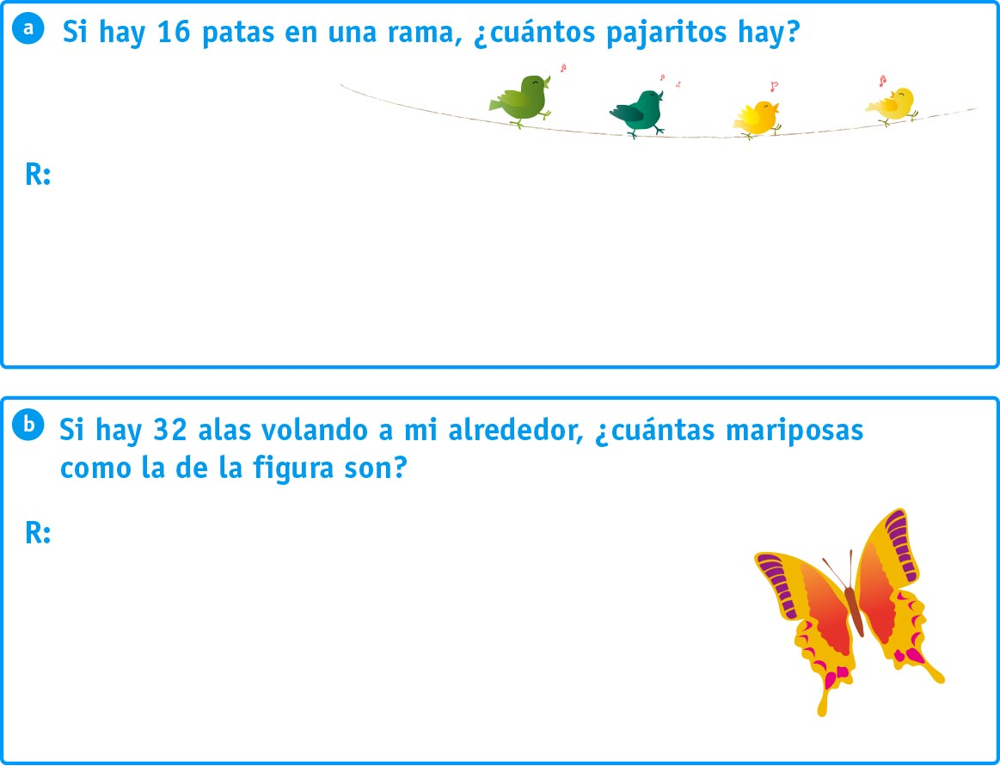 a Si hay 16 patas en una rama, ¿cuántos pajaritos hay?
R:
b Si hay 32 alas volando a mi alrededor, ¿cuántas mariposas
como la de la figura son?
R: